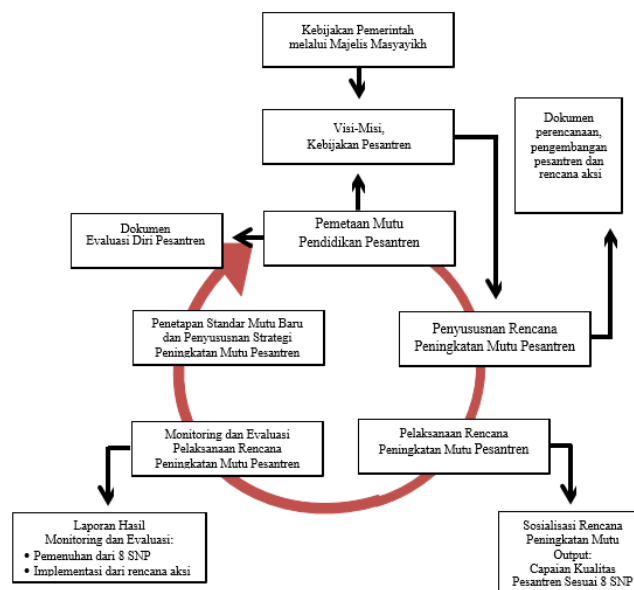 Kebijakan Pemerintah
melalui Majelis Masyayikh
Visi-Misi,
Kebijakan Pesantren
Dokumen
perencanaan,
pengembangan
pesantren dan
rencana aksi
Dokumen
Evaluasi Diri Pesantren
Pemetaan Mutu
Pendidikan Pesantren
Penetapan Standar Mutu Baru
dan Penyususnan Strategi
Peningkatan Mutu Pesantren
Penyususnan Rencana
Peningkatan Mutu Pesantren
Monitoring dan Evaluasi
Pelaksanaan Rencana
Peningkatan Mutu Pesantren
Pelaksanaan Rencana
Peningkatan Mutu Pesantren
Laporan Hasil
Monitoring dan Evaluasi:
• Pemenuhan dari 8 SNP
• Implementasi dari rencana aksi
Sosialisasi Rencana
Peningkatan Mutu
Output:
Capaian Kualitas
Pesantren Sesuai 8 SNP